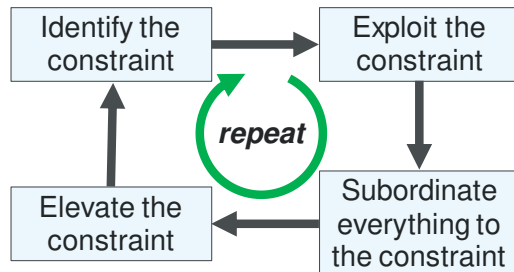 Identify the
constraint
Exploit the
constraint
repeat
Elevate the
constraint
Subordinate
everything to
the constraint